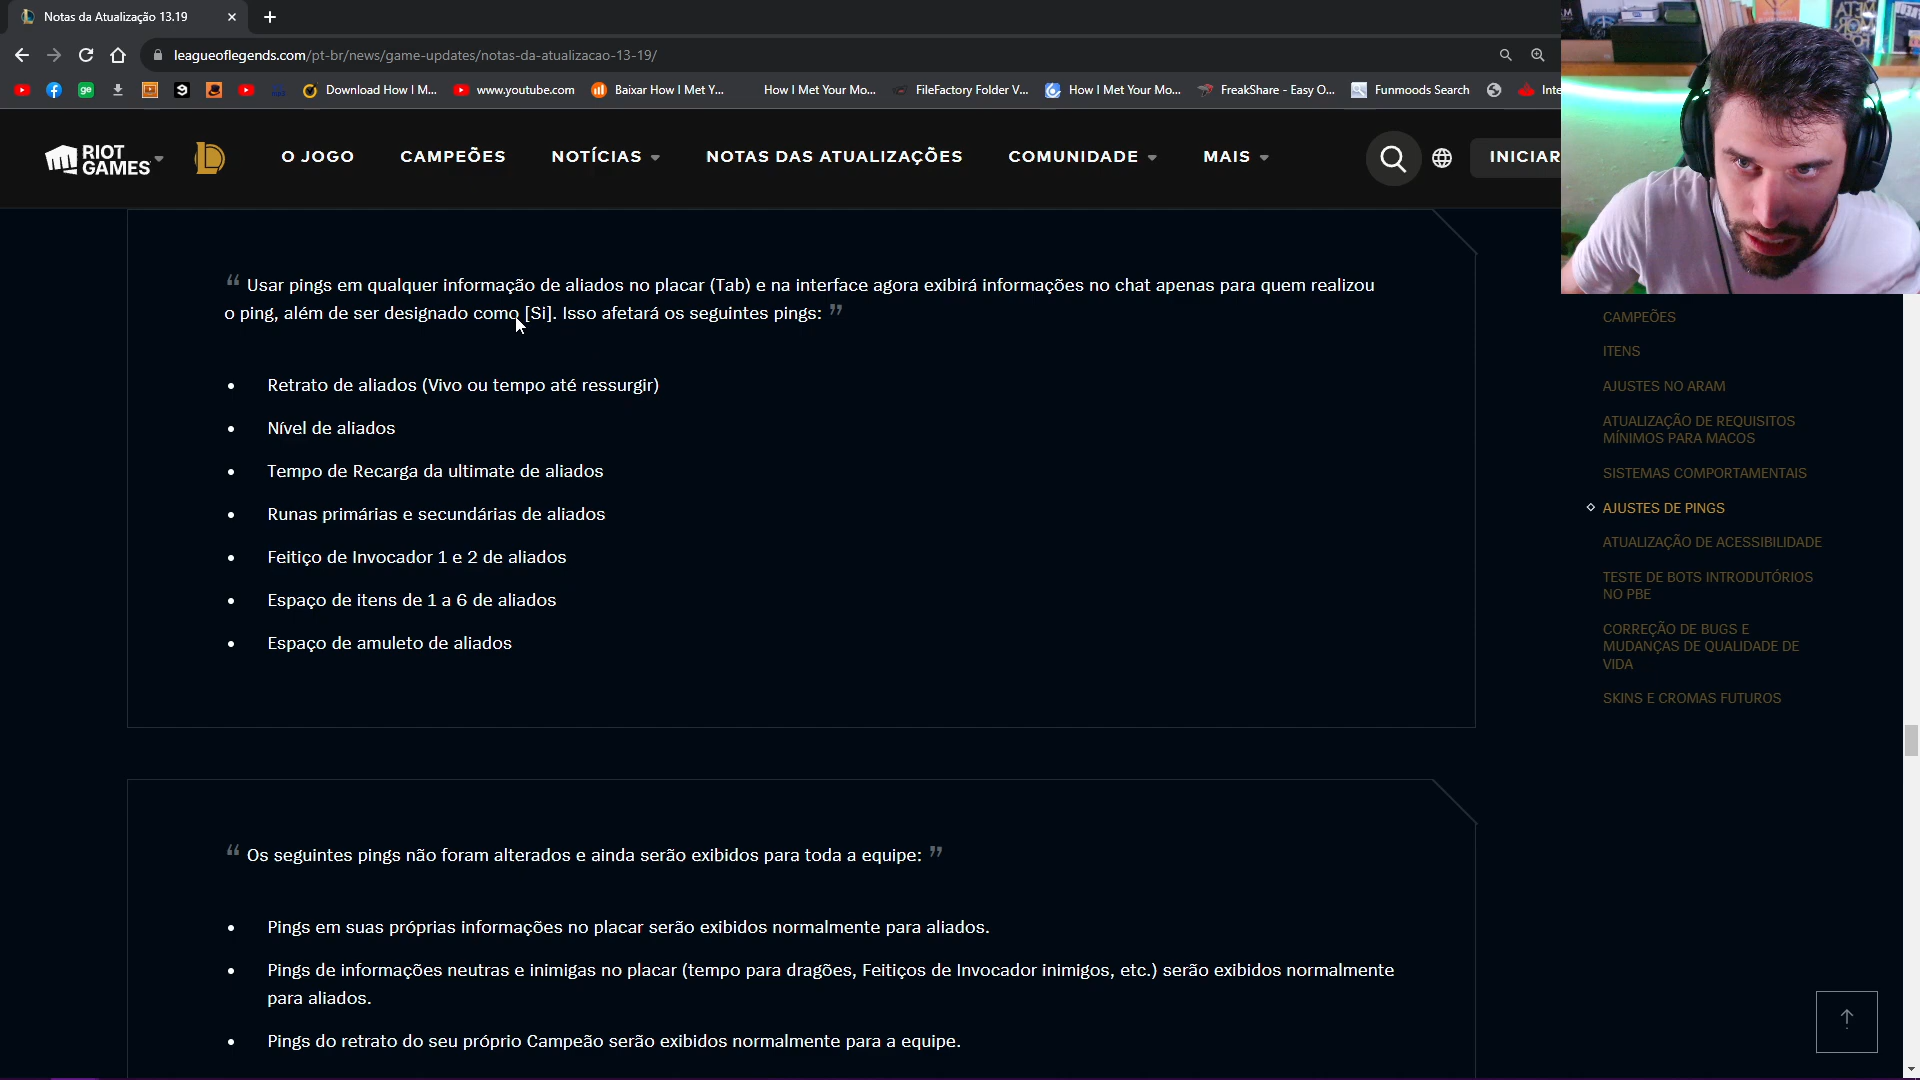 Notas da Atualização 13.19
leagueoflegends.com/pt-br/news/game-updates/notas-da-atualizacao-13-19/
Download How I M... www.youtube.com Baixar How I Met Y... How I Met Your Mo... FileFactory Folder V... How I Met Your Mo... FreakShare - Easy O... Funmoods Search Inte
RIOT GAMES O JOGO CAMPEÕES NOTÍCIAS NOTAS DAS ATUALIZAÇÕES COMUNIDADE MAIS INICIAR
“ Usar pings em qualquer informação de aliados no placar (Tab) e na interface agora exibirá informações no chat apenas para quem realizou
o ping, além de ser designado como [Si]. Isso afetará os seguintes pings: ”
• Retrato de aliados (Vivo ou tempo até ressurgir)
• Nível de aliados
• Tempo de Recarga da ultimate de aliados
• Runas primárias e secundárias de aliados
• Feitiço de Invocador 1 e 2 de aliados
• Espaço de itens de 1 a 6 de aliados
• Espaço de amuleto de aliados
“ Os seguintes pings não foram alterados e ainda serão exibidos para toda a equipe: ”
• Pings em suas próprias informações no placar serão exibidos normalmente para aliados.
• Pings de informações neutras e inimigas no placar (tempo para dragões, Feitiços de Invocador inimigos, etc.) serão exibidos normalmente
para aliados.
• Pings do retrato do seu próprio Campeão serão exibidos normalmente para a equipe.
CAMPEÕES
ITENS
AJUSTES NO ARAM
ATUALIZAÇÃO DE REQUISITOS
MÍNIMOS PARA MACOS
SISTEMAS COMPORTAMENTAIS
AJUSTES DE PINGS
ATUALIZAÇÃO DE ACESSIBILIDADE
TESTE DE BOTS INTRODUTÓRIOS
NO PBE
CORREÇÃO DE BUGS E
MUDANÇAS DE QUALIDADE DE
VIDA
SKINS E CROMAS FUTUROS